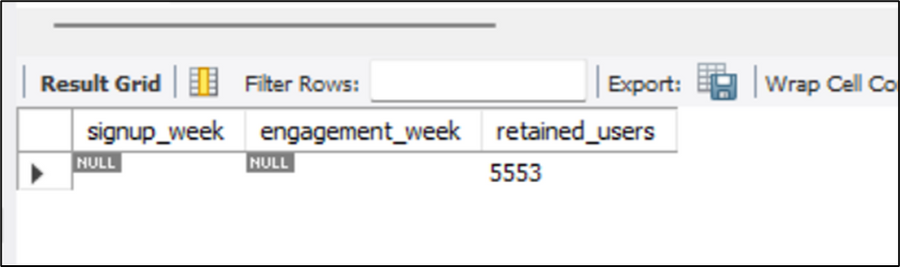 Result Grid Filter Rows: Export: Wrap Cell Co
signup_week engagement_week retained_users
NULL NULL 5553